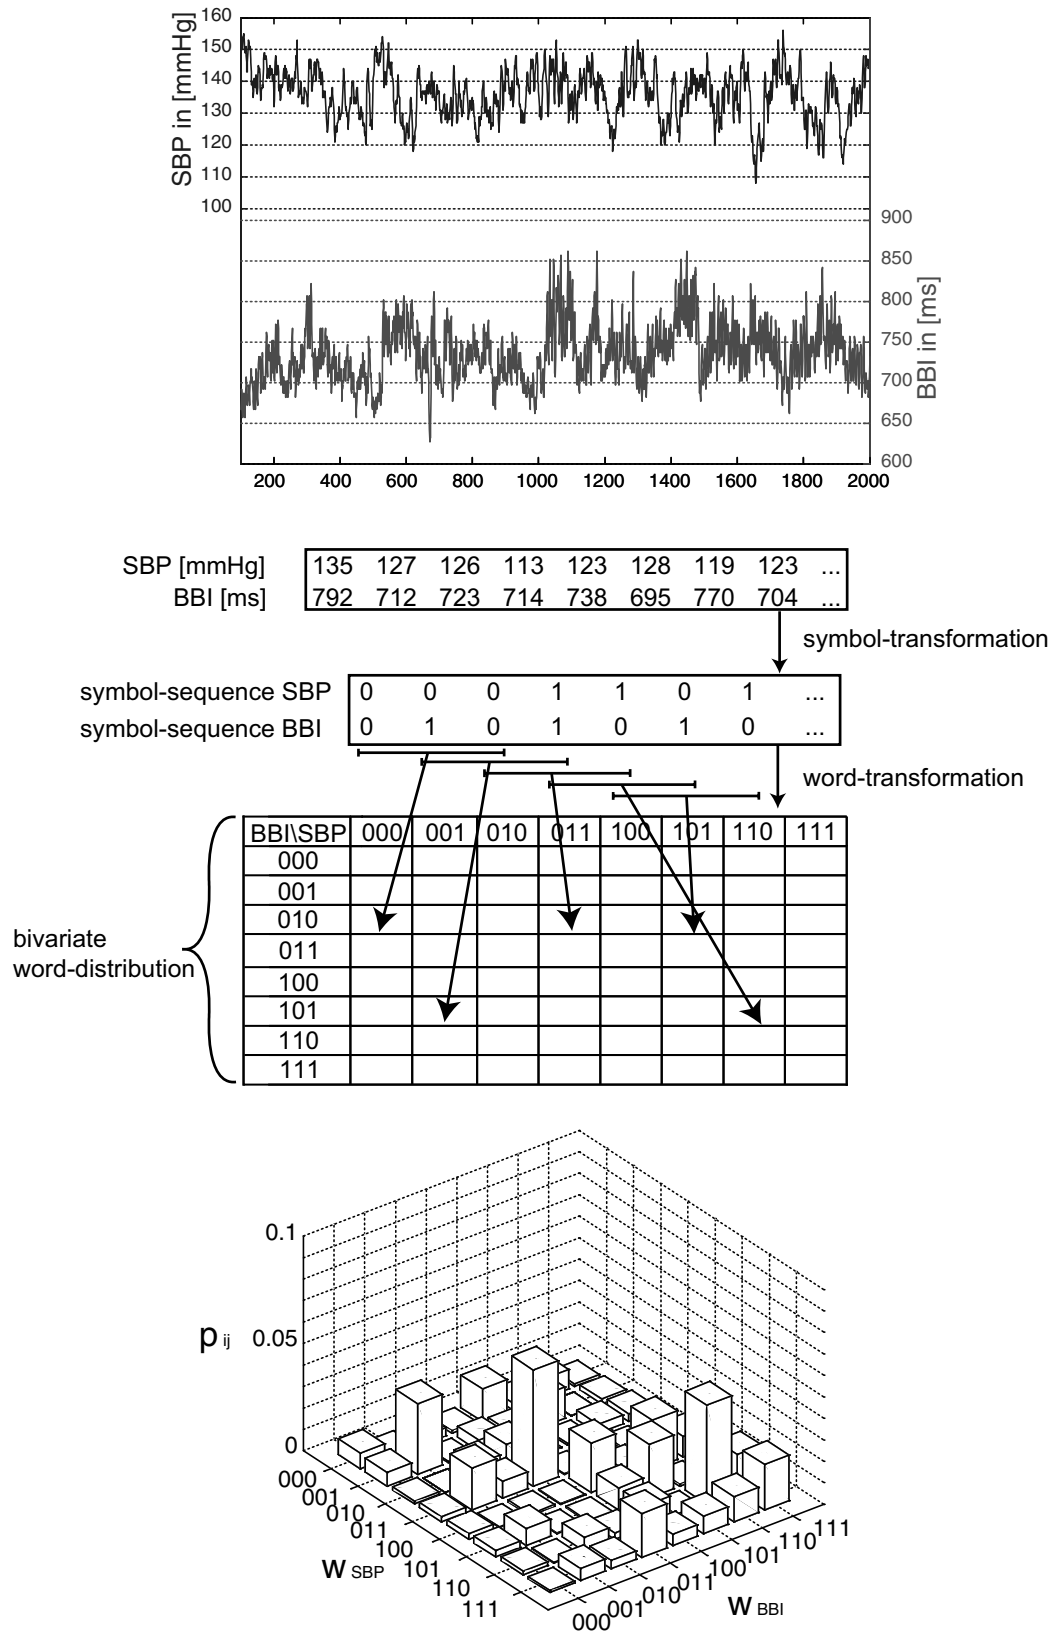 160
150
140
130
120
110
100
SBP in [mmHg]
900
850
800
750
700
650
600
BBI in [ms]
200 400 600 800 1000 1200 1400 1600 1800 2000
SBP [mmHg] 135 127 126 113 123 128 119 123 ...
BBI [ms] 792 712 723 714 738 695 770 704 ...
symbol-transformation
symbol-sequence SBP 0 0 0 1 1 0 1 ...
symbol-sequence BBI 0 1 0 1 0 1 0 ...
word-transformation
BBI\SBP 000 001 010 011 100 101 110 111
000
001
010
011
100
101
110
111
bivariate
word-distribution
0.1
0.05
0
p ij
000
001
010
011
100
101
110
111
W SBP
000
001
010
011
100
101
110
111
W BBI